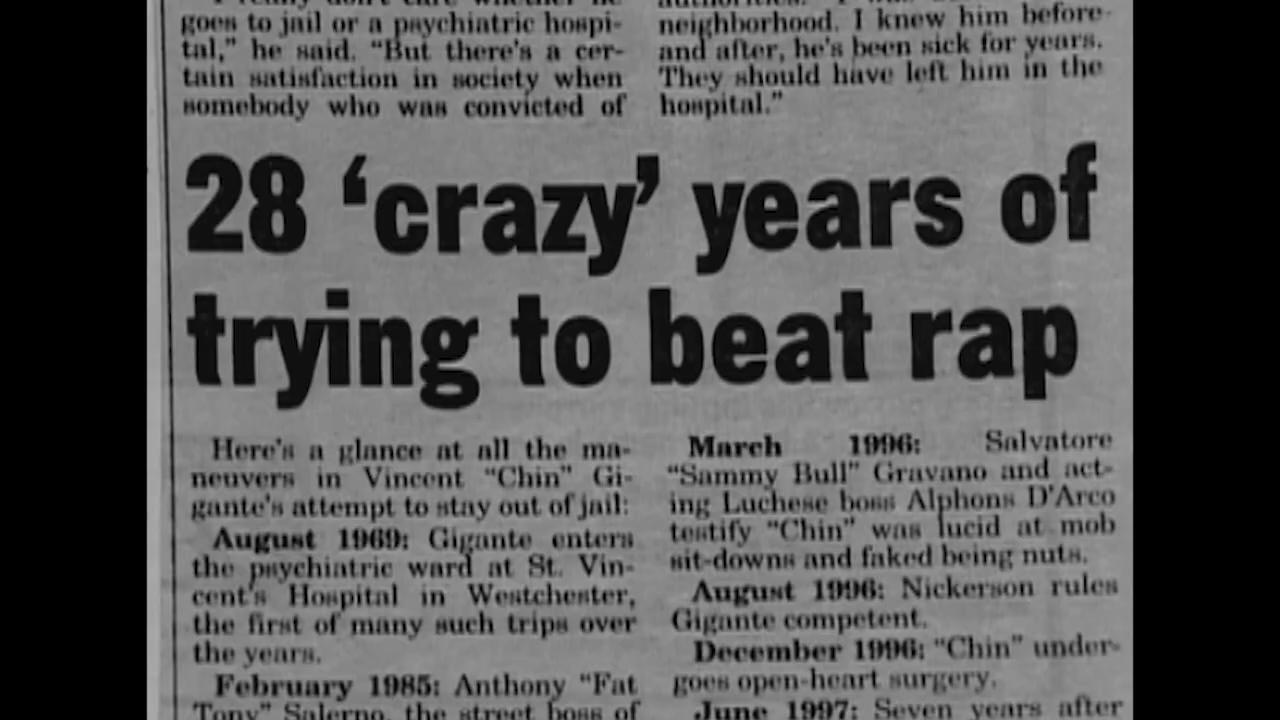 goes to jail or a psychiatric hospi-
tal," he said. "But there's a cer-
tain satisfaction in society when
somebody who was convicted of
neighborhood. I knew him before
and after, he's been sick for years.
They should have left him in the
hospital."
28 'crazy' years of
trying to beat rap
Here's a glance at all the ma-
neuvers in Vincent "Chin" Gi-
gante's attempt to stay out of jail:
August 1969: Gigante enters
the psychiatric ward at St. Vin-
cent's Hospital in Westchester,
the first of many such trips over
the years.
February 1985: Anthony "Fat
Tony" Salerno, the street boss of
March 1996: Salvatore
"Sammy Bull" Gravano and act-
ing Luchese boss Alphons D'Arco
testify "Chin" was lucid at mob
sit-downs and faked being nuts.
August 1996: Nickerson rules
Gigante competent.
December 1996: "Chin" under-
goes open-heart surgery.
June 1997: Seven years after